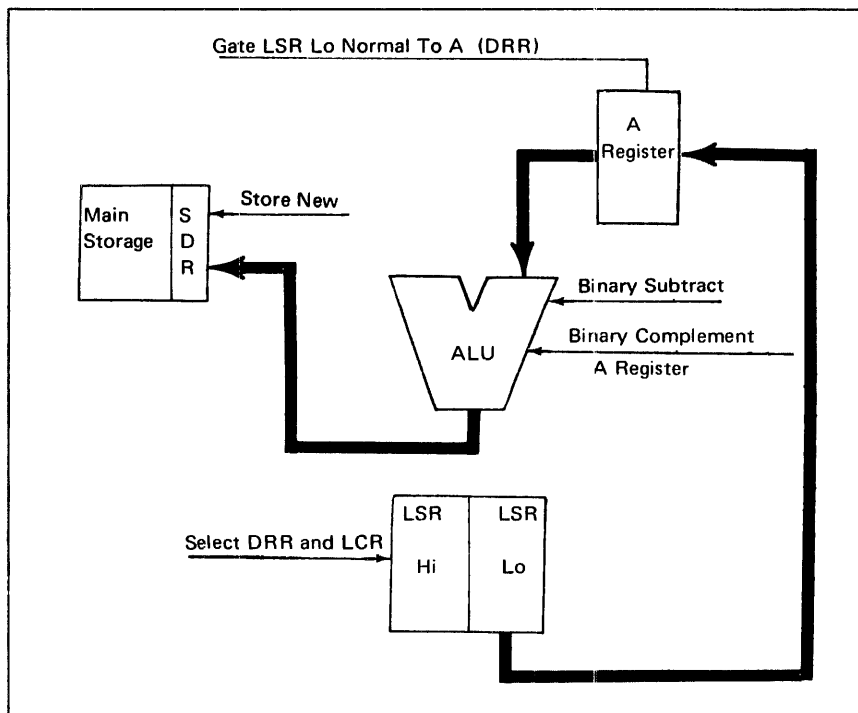 Gate LSR Lo Normal To A (DRR)
A
Register
Main
Storage
S
D
R
Store New
Binary Subtract
ALU
Binary Complement
A Register
LSR
Hi
LSR
Lo
Select DRR and LCR